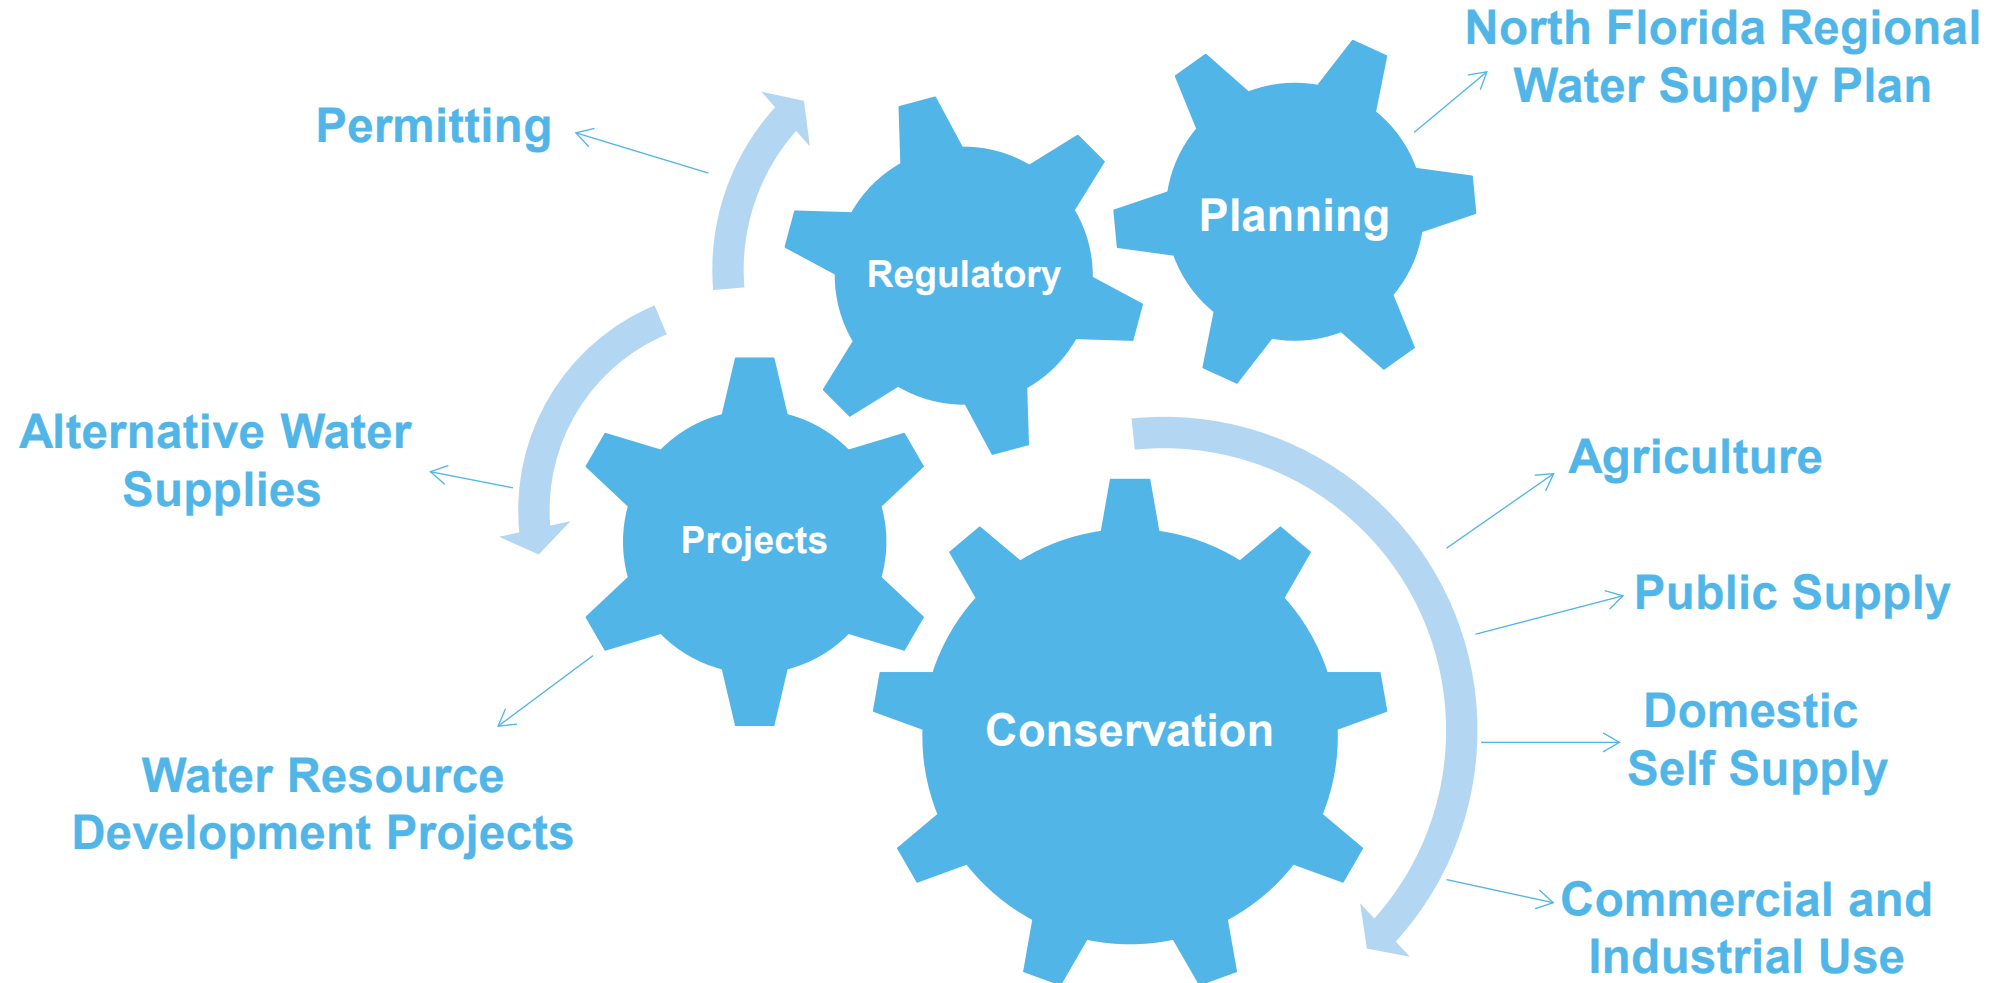 North Florida Regional
Water Supply Plan
Permitting
Planning
Regulatory
Alternative Water
Supplies
Agriculture
Projects
Public Supply
Conservation
Domestic
Self Supply
Water Resource
Development Projects
Commercial and
Industrial Use